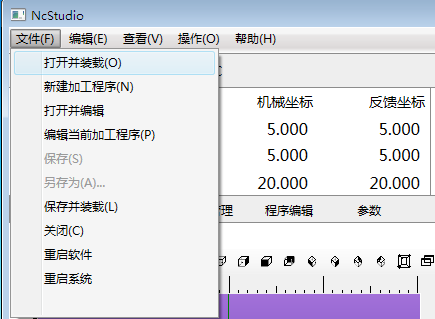 NcStudio
文件(F) 编辑(E) 查看(V) 操作(O) 帮助(H)
打开并装载(O)
新建加工程序(N)
打开并编辑
编辑当前加工程序(P)
保存(S)
另存为(A)...
保存并装载(L)
关闭(C)
重启软件
重启系统
机械坐标 反馈坐标
5.000 5.000
5.000 5.000
20.000 20.000
理 程序编辑 参数